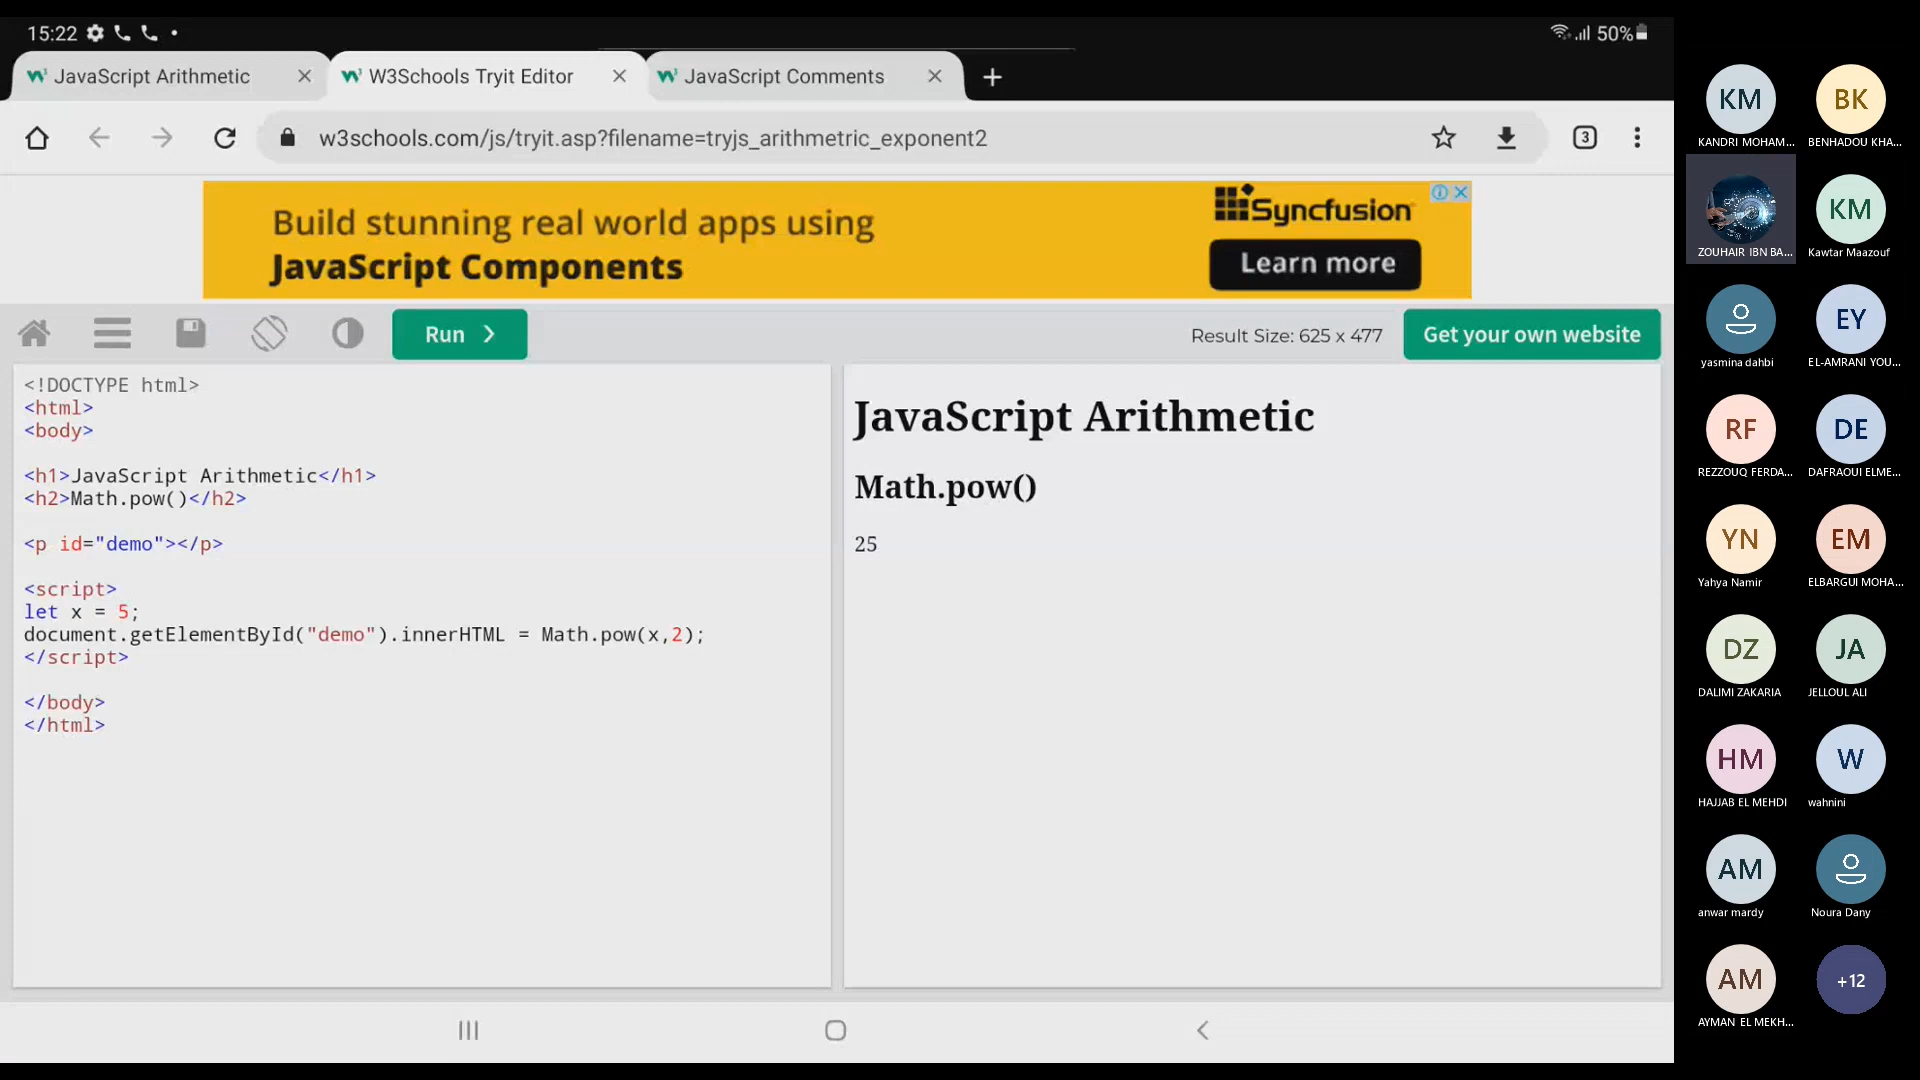 15:22
50%
JavaScript Arithmetic
W3Schools Tryit Editor
JavaScript Comments
w3schools.com/js/tryit.asp?filename=tryjs_arithmetric_exponent2
3
Build stunning real world apps using
JavaScript Components
Syncfusion
Learn more
Run
Result Size: 625 x 477
Get your own website
<!DOCTYPE html>
<html>
<body>
<h1>JavaScript Arithmetic</h1>
<h2>Math.pow()</h2>
<p id="demo"></p>
<script>
let x = 5;
document.getElementById("demo").innerHTML = Math.pow(x,2);
</script>
</body>
</html>
JavaScript Arithmetic
Math.pow()
25
KM
BK
KANDRI MOHAM...
BENHADOU KHA...
KM
ZOUHAIR IBN BA...
Kawtar Maazouf
EY
yasmina dahbi
EL-AMRANI YOU...
RF
DE
REZZOUQ FERDA...
DAFRAOUI ELME...
YN
EM
Yahya Namir
ELBARGUI MOHA...
DZ
JA
DALIMI ZAKARIA
JELLOUL ALI
HM
W
HAJJAB EL MEHDI
wahnini
AM
anwar mardy
Noura Dany
AM
+12
AYMAN EL MEKH...